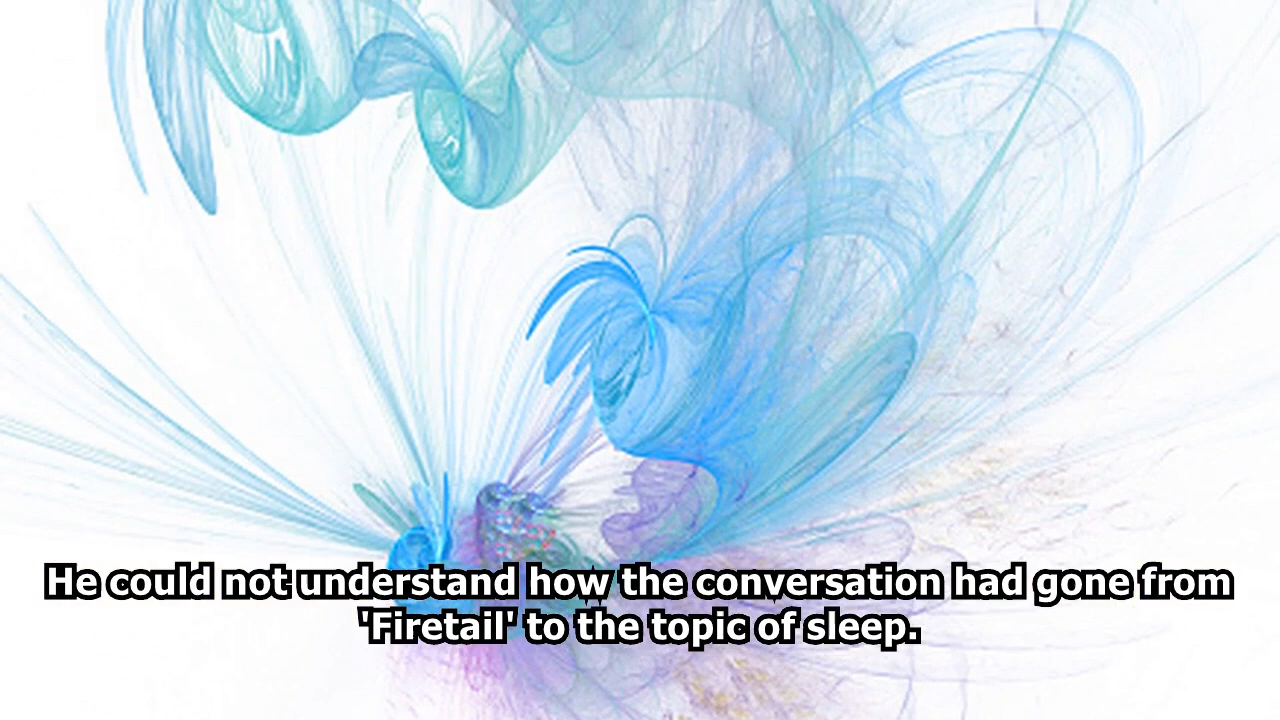 He could not understand how the conversation had gone from
'Firetail' to the topic of sleep.